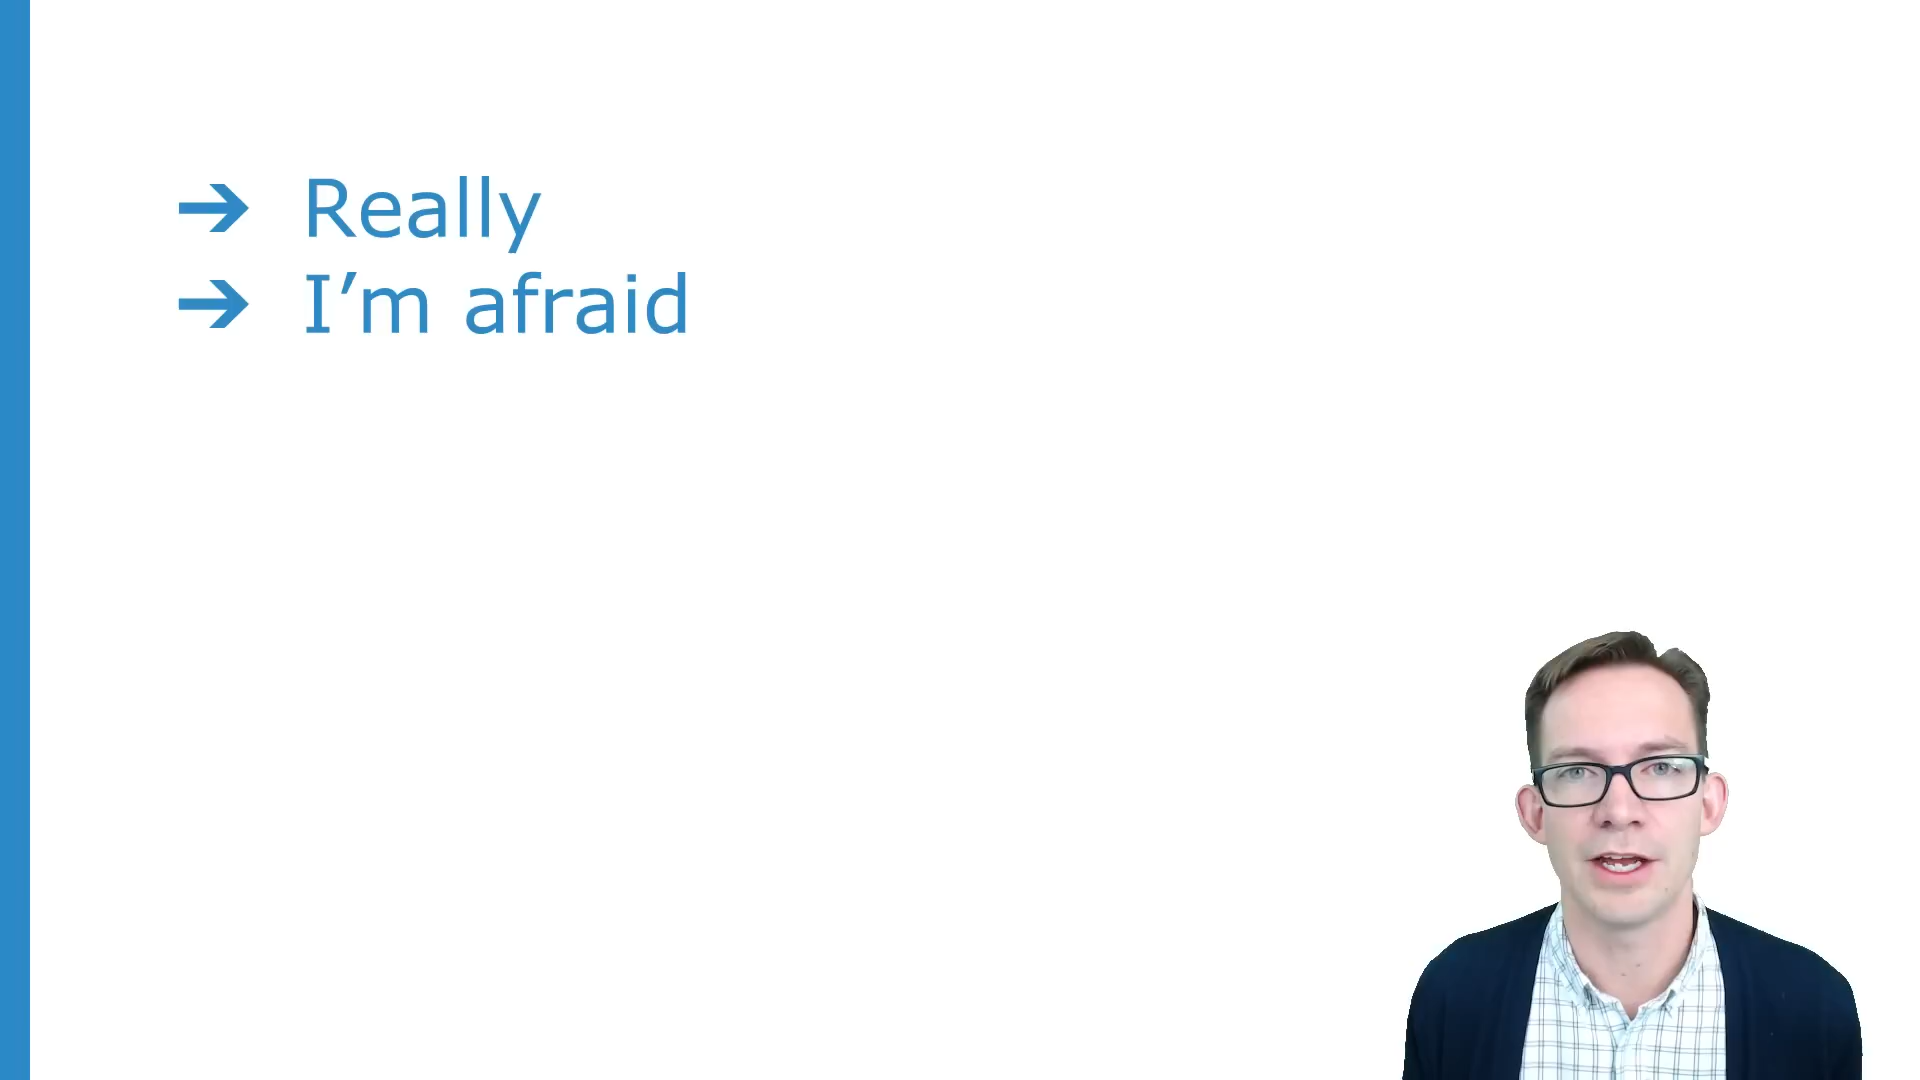 ➔ Really
➔ I’m afraid